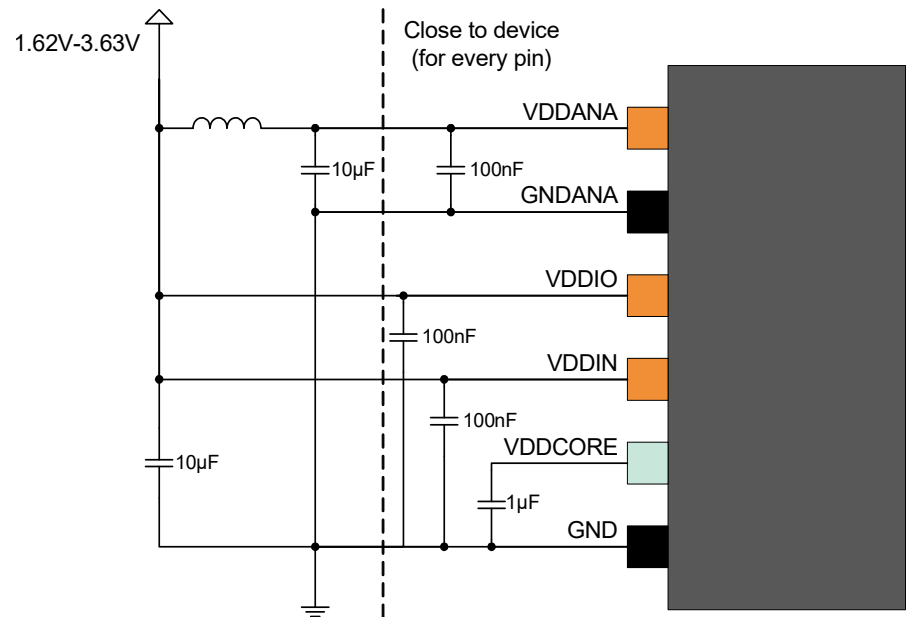 1.62V-3.63V
Close to device
(for every pin)
VDDANA
10µF
100nF
GNDANA
VDDIO
100nF
VDDIN
100nF
VDDCORE
10µF
1µF
GND